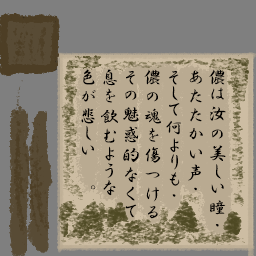 儂は汝の美しい瞳・
あたたかい声・
そして何よりも・
儂の魂を傷つける
その魅惑的なくて
息を飲むような
色が悲しい　。